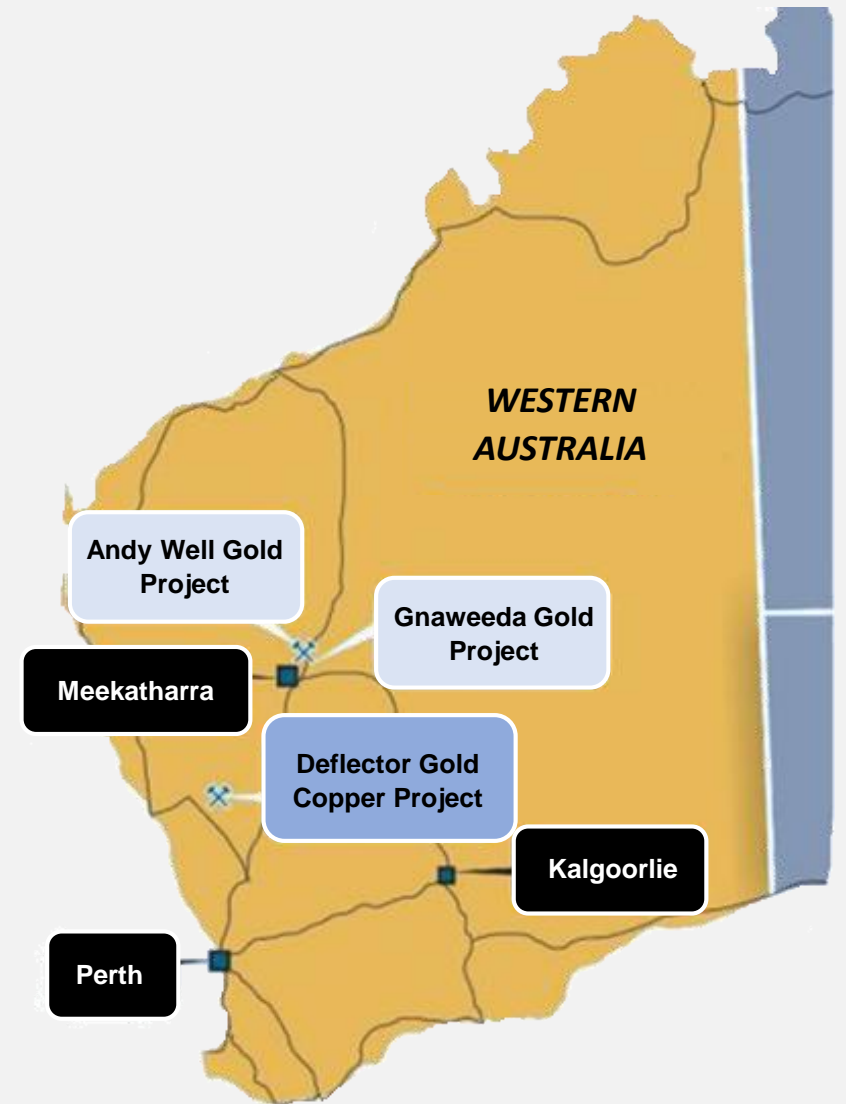 WESTERN
AUSTRALIA
Andy Well Gold
Project
Gnaweeda Gold
Project
Meekatharra
Deflector Gold
Copper Project
Kalgoorlie
Perth